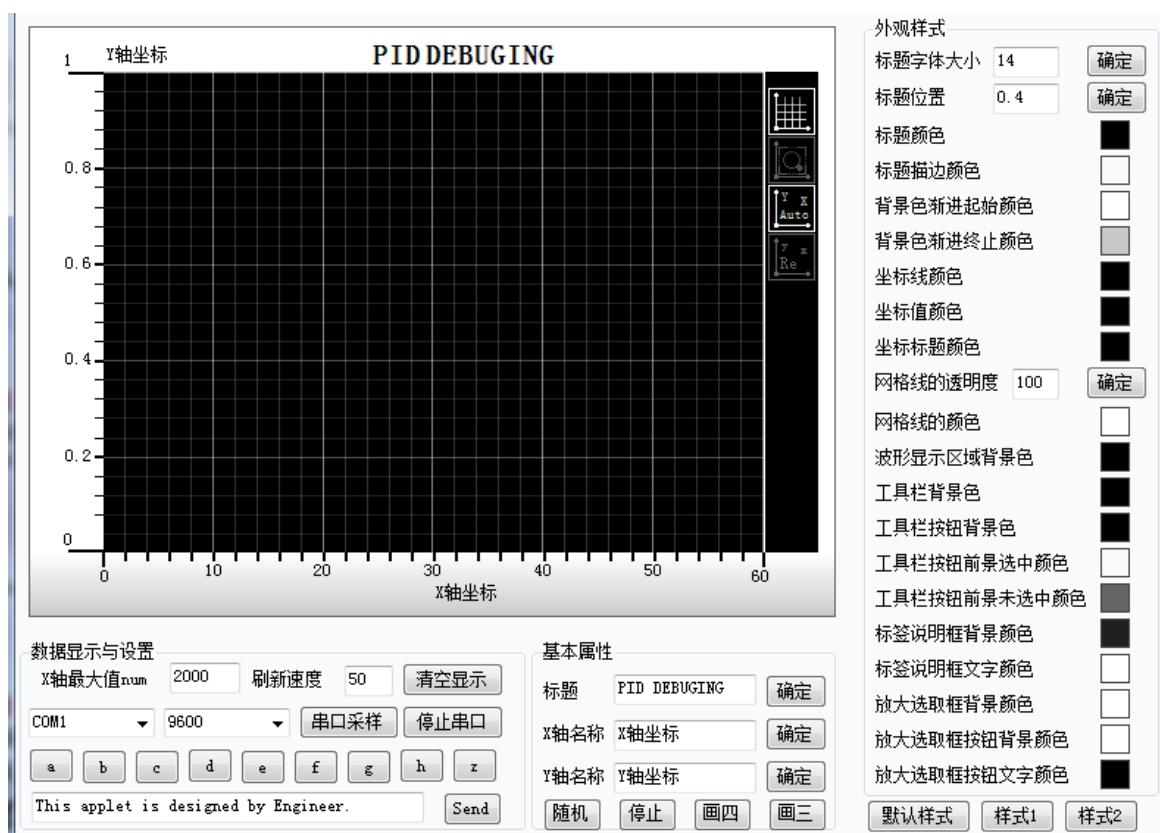 Y轴坐标 PID DEBUGING
1
0.8
0.6
0.4
0.2
0
Y X
Auto
y x
Re
0 10 20 30 40 50 60
X轴坐标
外观样式
标题字体大小 14 确定
标题位置 0.4 确定
标题颜色
标题描边颜色
背景色渐进起始颜色
背景色渐进终止颜色
坐标线颜色
坐标值颜色
坐标标题颜色
网格线的透明度 100 确定
网格线的颜色
波形显示区域背景色
工具栏背景色
工具栏按钮背景色
工具栏按钮前景选中颜色
工具栏按钮前景未选中颜色
标签说明框背景颜色
标签说明框文字颜色
放大选取框背景颜色
放大选取框按钮背景颜色
放大选取框按钮文字颜色
默认样式 样式1 样式2
数据显示与设置
X轴最大值num 2000 刷新速度 50 清空显示
COM1 9600 串口采样 停止串口
a b c d e f g h z
This applet is designed by Engineer. Send
基本属性
标题 PID DEBUGING 确定
X轴名称 X轴坐标 确定
Y轴名称 Y轴坐标 确定
随机 停止 画四 画三